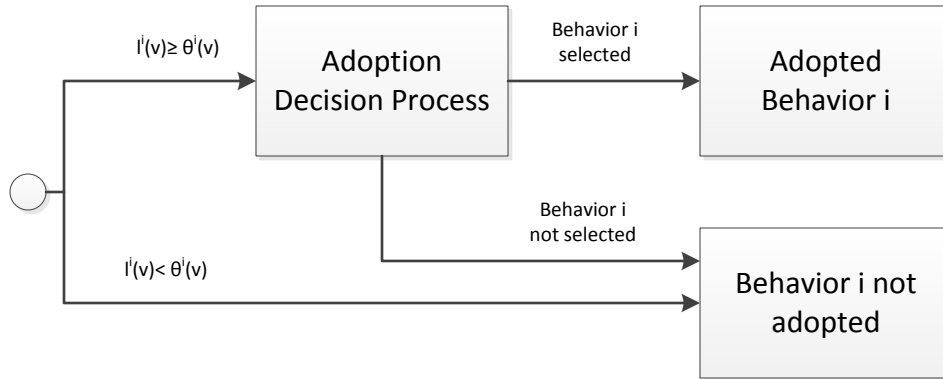 Iⁱ(v)≥ θⁱ(v)
Adoption
Decision Process
Behavior i
selected
Adopted
Behavior i
Behavior i
not selected
Iⁱ(v)< θⁱ(v)
Behavior i not
adopted